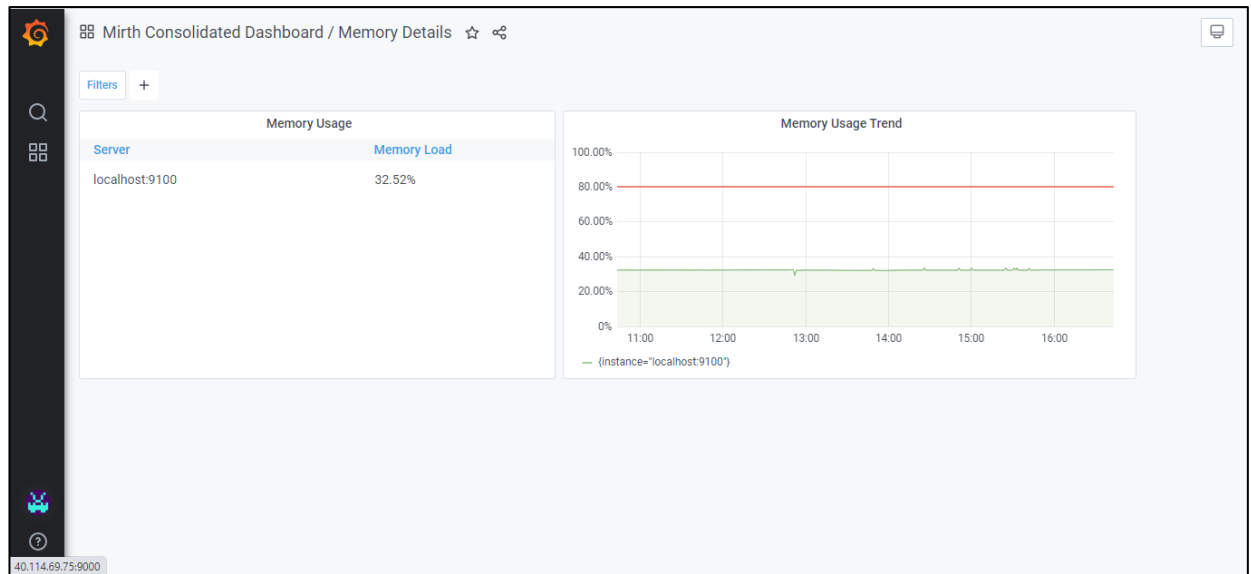 Mirth Consolidated Dashboard / Memory Details
Filters +
Memory Usage
Server Memory Load
localhost:9100 32.52%
Memory Usage Trend
100.00%
80.00%
60.00%
40.00%
20.00%
0%
11:00 12:00 13:00 14:00 15:00 16:00
{instance="localhost:9100"}
?
40.114.69.75:9000